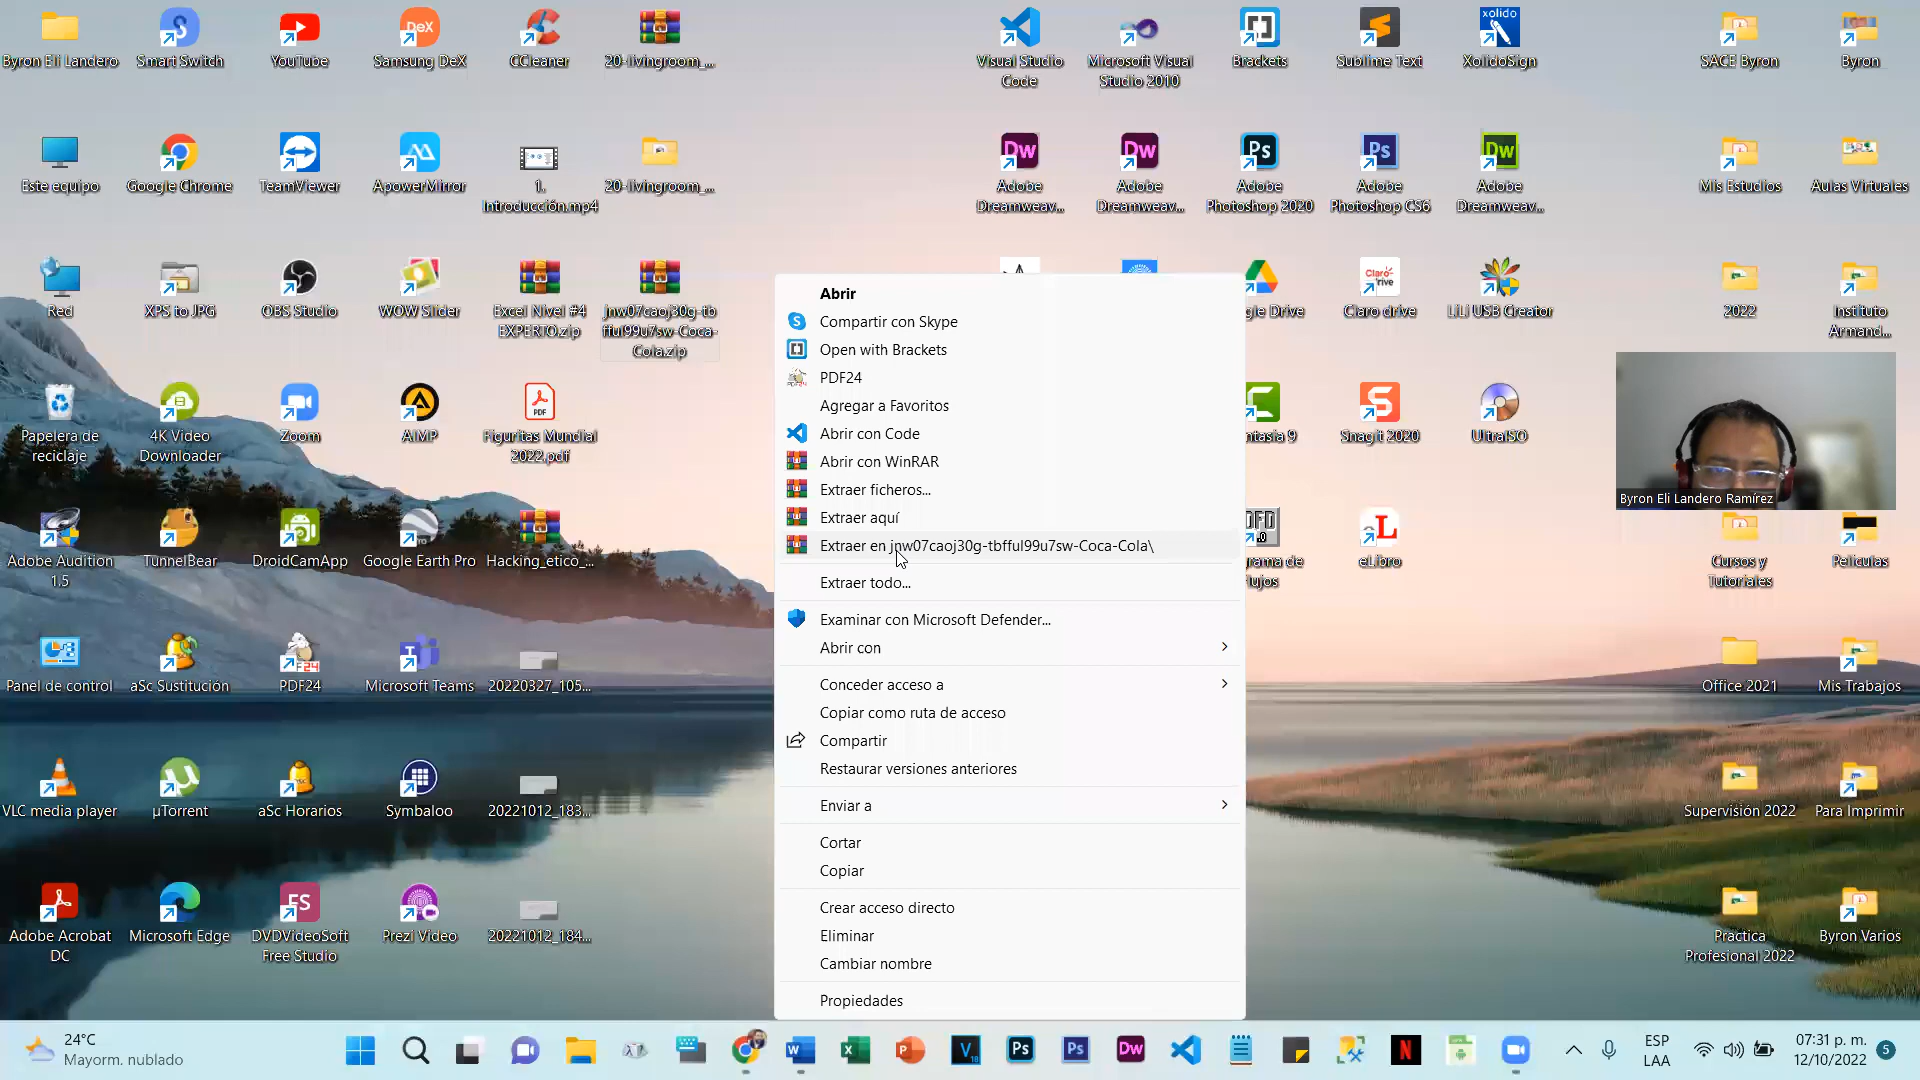 Byron Eli Landero
Smart Switch
YouTube
Samsung DeX
CCleaner
20-livingroom_...
Visual Studio
Code
Microsoft Visual
Studio 2010
Brackets
Sublime Text
XolidoSign
xolido
SACE Byron
Byron
Este equipo
Google Chrome
TeamViewer
ApowerMirror
1.
Introducción.mp4
20-livingroom_...
Adobe
Dreamweav...
Adobe
Dreamweav...
Adobe
Photoshop 2020
Adobe
Photoshop CS6
Adobe
Dreamweav...
Mis Estudios
Aulas Virtuales
Red
XPS to JPG
OBS Studio
WOW Slider
Excel Nivel #4
EXPERTO.zip
jnw07caoj30g-tb
fful99u7sw-Coca-
Cola.zip
gle Drive
Claro drive
LiLi USB Creator
2022
Instituto
Armand...
Papelera de
reciclaje
4K Video
Downloader
Zoom
AIMP
Figuritas Mundial
2022.pdf
ntasia 9
Snagit 2020
UltraISO
Byron Eli Landero Ramírez
Adobe Audition
1.5
TunnelBear
DroidCamApp
Google Earth Pro
Hacking_etico_...
rama de
lujos
eLibro
Cursos y
Tutoriales
Peliculas
Panel de control
aSc Sustitución
PDF24
Microsoft Teams
20220327_105...
Office 2021
Mis Trabajos
VLC media player
µTorrent
aSc Horarios
Symbaloo
20221012_183...
Supervisión 2022
Para Imprimir
Adobe Acrobat
DC
Microsoft Edge
DVDVideoSoft
Free Studio
Prezi Video
20221012_184...
Practica
Profesional 2022
Byron Varios
Abrir
Compartir con Skype
Open with Brackets
PDF24
Agregar a Favoritos
Abrir con Code
Abrir con WinRAR
Extraer ficheros...
Extraer aquí
Extraer en jnw07caoj30g-tbfful99u7sw-Coca-Cola\
Extraer todo...
Examinar con Microsoft Defender...
Abrir con
Conceder acceso a
Copiar como ruta de acceso
Compartir
Restaurar versiones anteriores
Enviar a
Cortar
Copiar
Crear acceso directo
Eliminar
Cambiar nombre
Propiedades
24°C
Mayorm. nublado
ESP
LAA
07:31 p. m.
12/10/2022
5